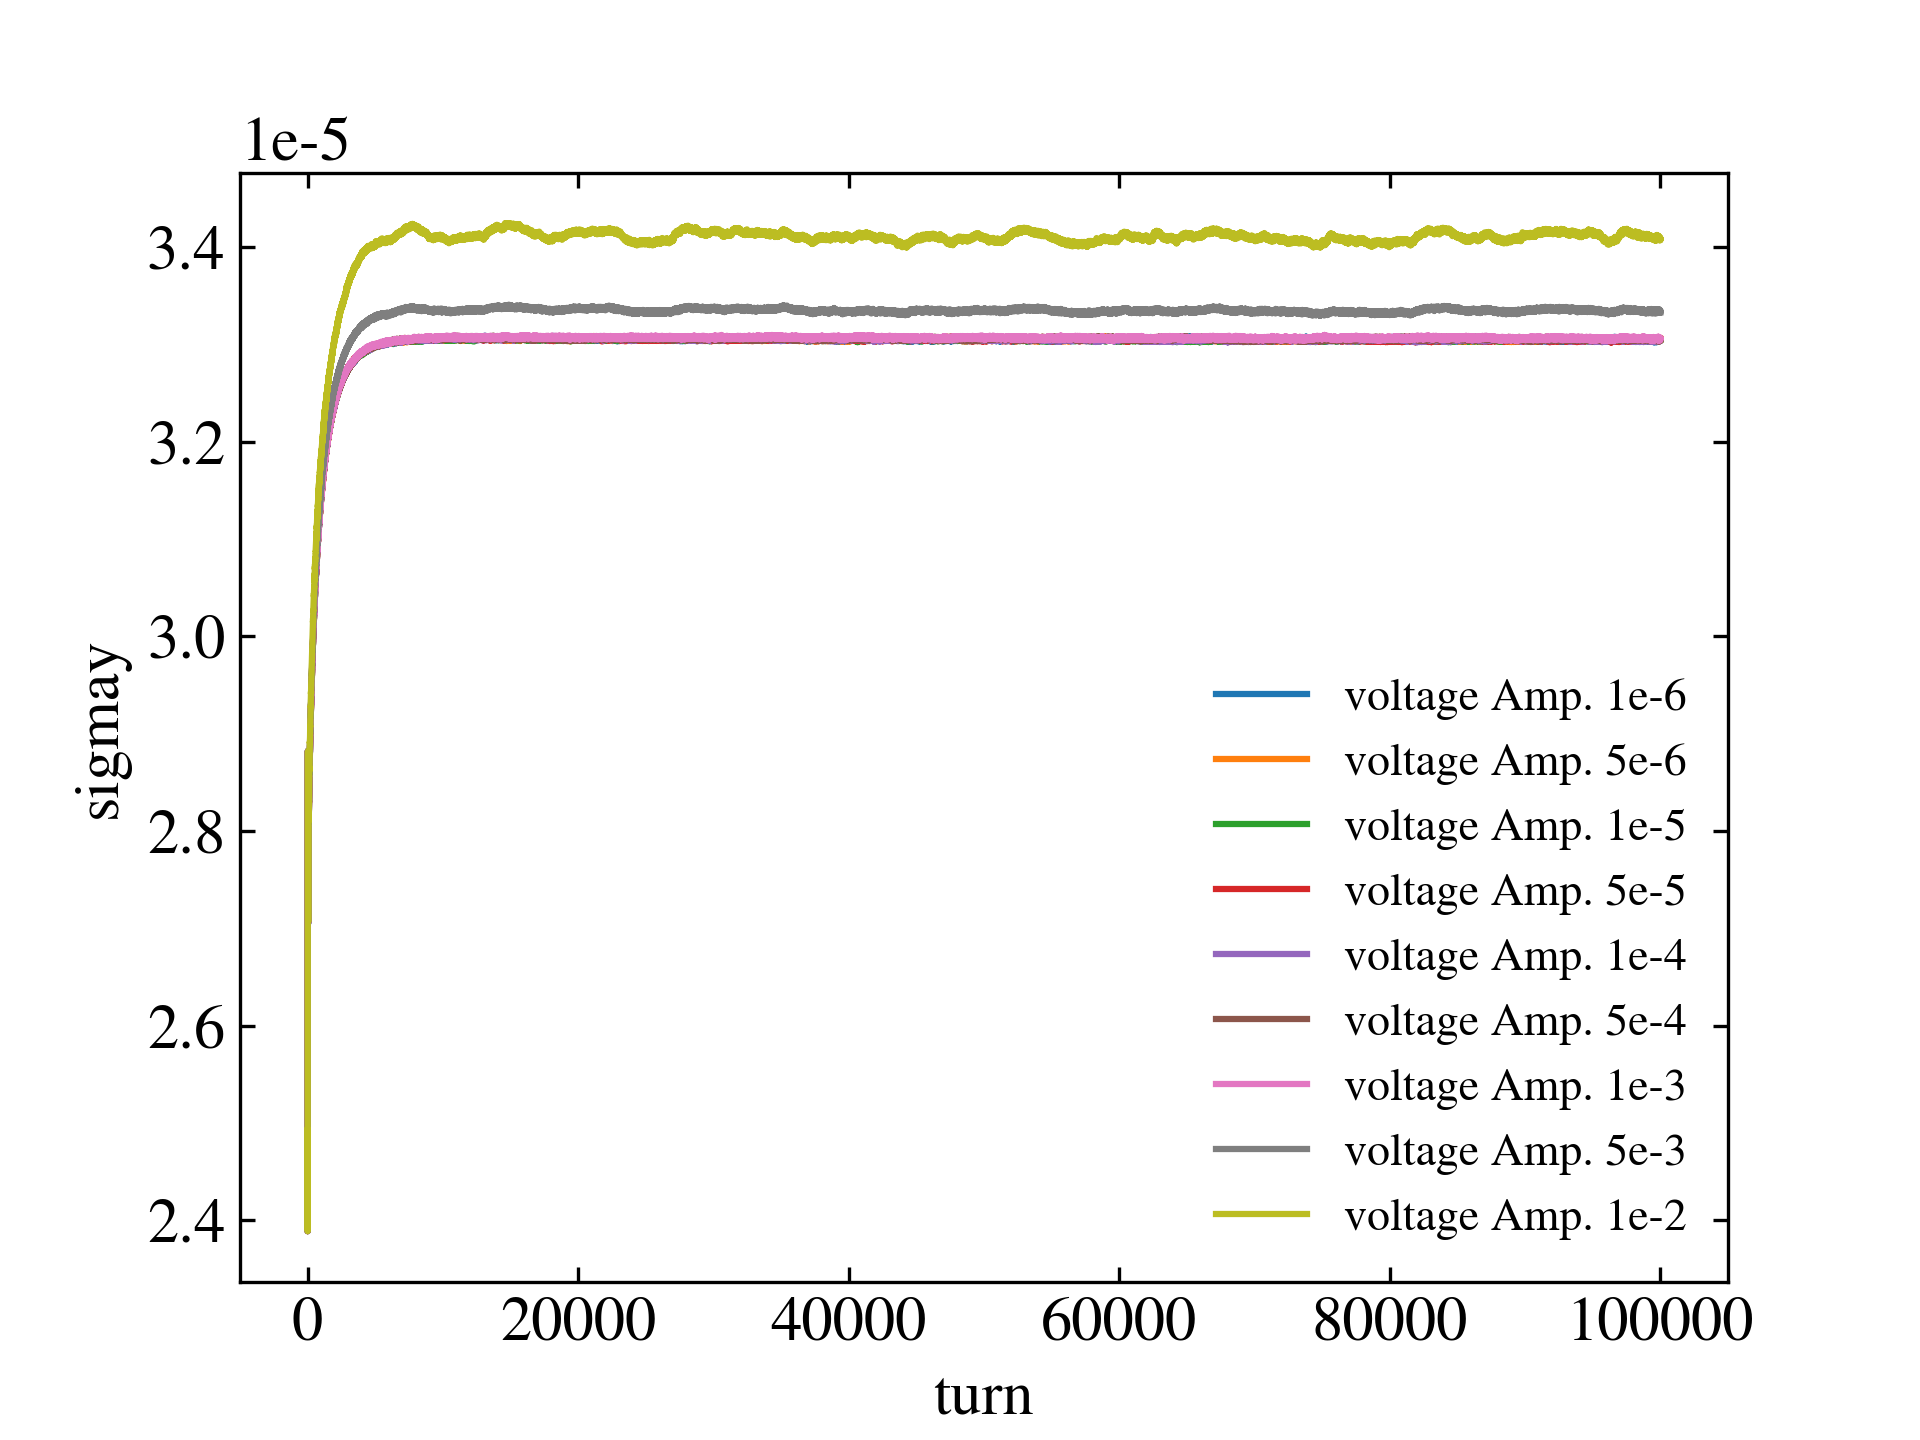 1e-5
3.4
3.2
3.0
2.8
2.6
2.4
sigmay
voltage Amp. 1e-6
voltage Amp. 5e-6
voltage Amp. 1e-5
voltage Amp. 5e-5
voltage Amp. 1e-4
voltage Amp. 5e-4
voltage Amp. 1e-3
voltage Amp. 5e-3
voltage Amp. 1e-2
0 20000 40000 60000 80000 100000
turn